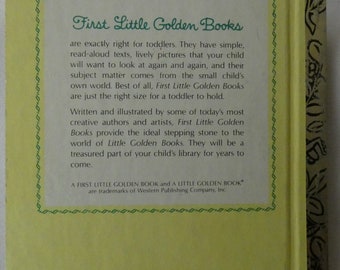 First Little Golden Books
are exactly right for toddlers. They have simple,
read-aloud texts, lively pictures that your child
will want to look at again and again, and their
subject matter comes from the small child's
own world. Best of all, First Little Golden Books
are just the right size for a toddler to hold.
Written and illustrated by some of today's most
creative authors and artists, First Little Golden
Books provide the ideal stepping stone to the
world of Little Golden Books. They will be a
treasured part of your child's library for years to
come.
A FIRST LITTLE GOLDEN BOOK and A LITTLE GOLDEN BOOK®
are trademarks of Western Publishing Company, Inc.